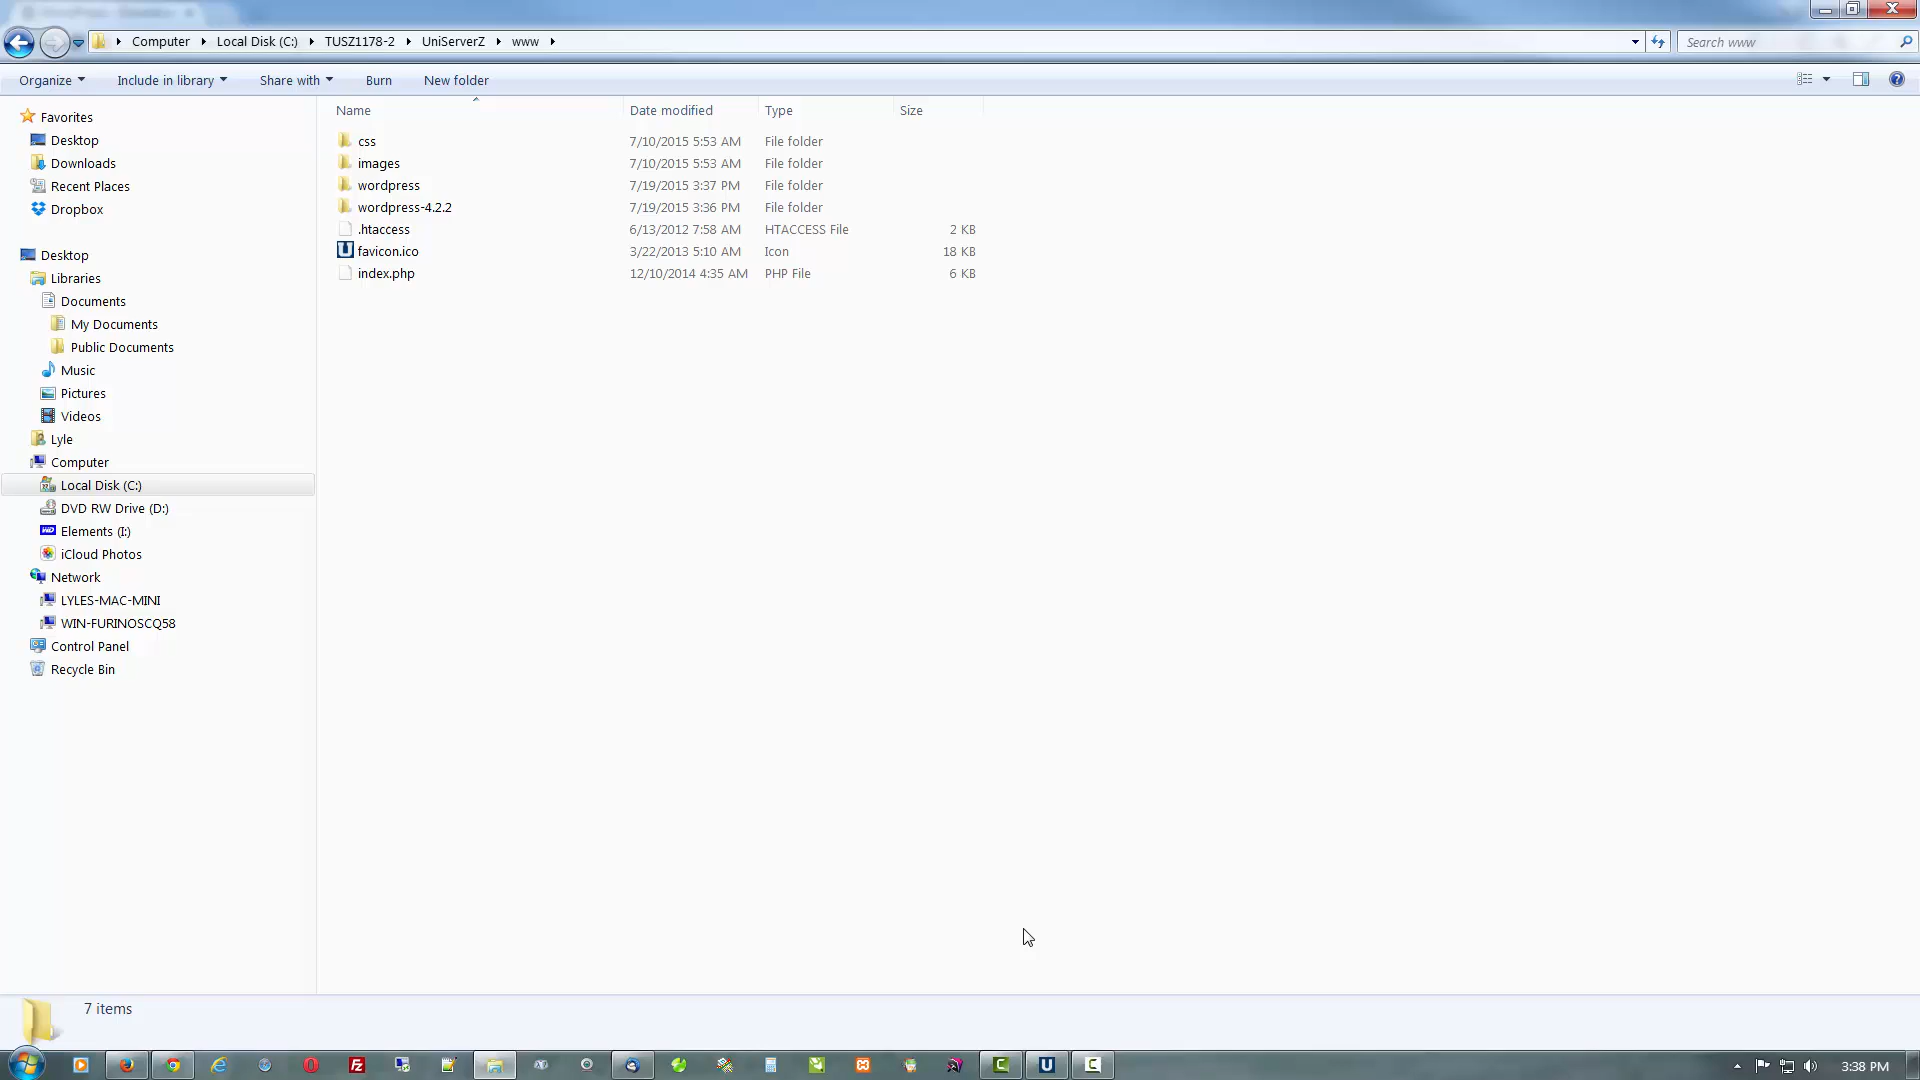 Computer Local Disk (C:) TUSZ1178-2 UniServerZ www
Search www
Organize Include in library Share with Burn New folder
Name Date modified Type Size
css 7/10/2015 5:53 AM File folder
images 7/10/2015 5:53 AM File folder
wordpress 7/19/2015 3:37 PM File folder
wordpress-4.2.2 7/19/2015 3:36 PM File folder
.htaccess 6/13/2012 7:58 AM HTACCESS File 2 KB
favicon.ico 3/22/2013 5:10 AM Icon 18 KB
index.php 12/10/2014 4:35 AM PHP File 6 KB
Favorites
Desktop
Downloads
Recent Places
Dropbox
Desktop
Libraries
Documents
My Documents
Public Documents
Music
Pictures
Videos
Lyle
Computer
Local Disk (C:)
DVD RW Drive (D:)
Elements (I:)
iCloud Photos
Network
LYLES-MAC-MINI
WIN-FURINOSCQ58
Control Panel
Recycle Bin
7 items
3:38 PM